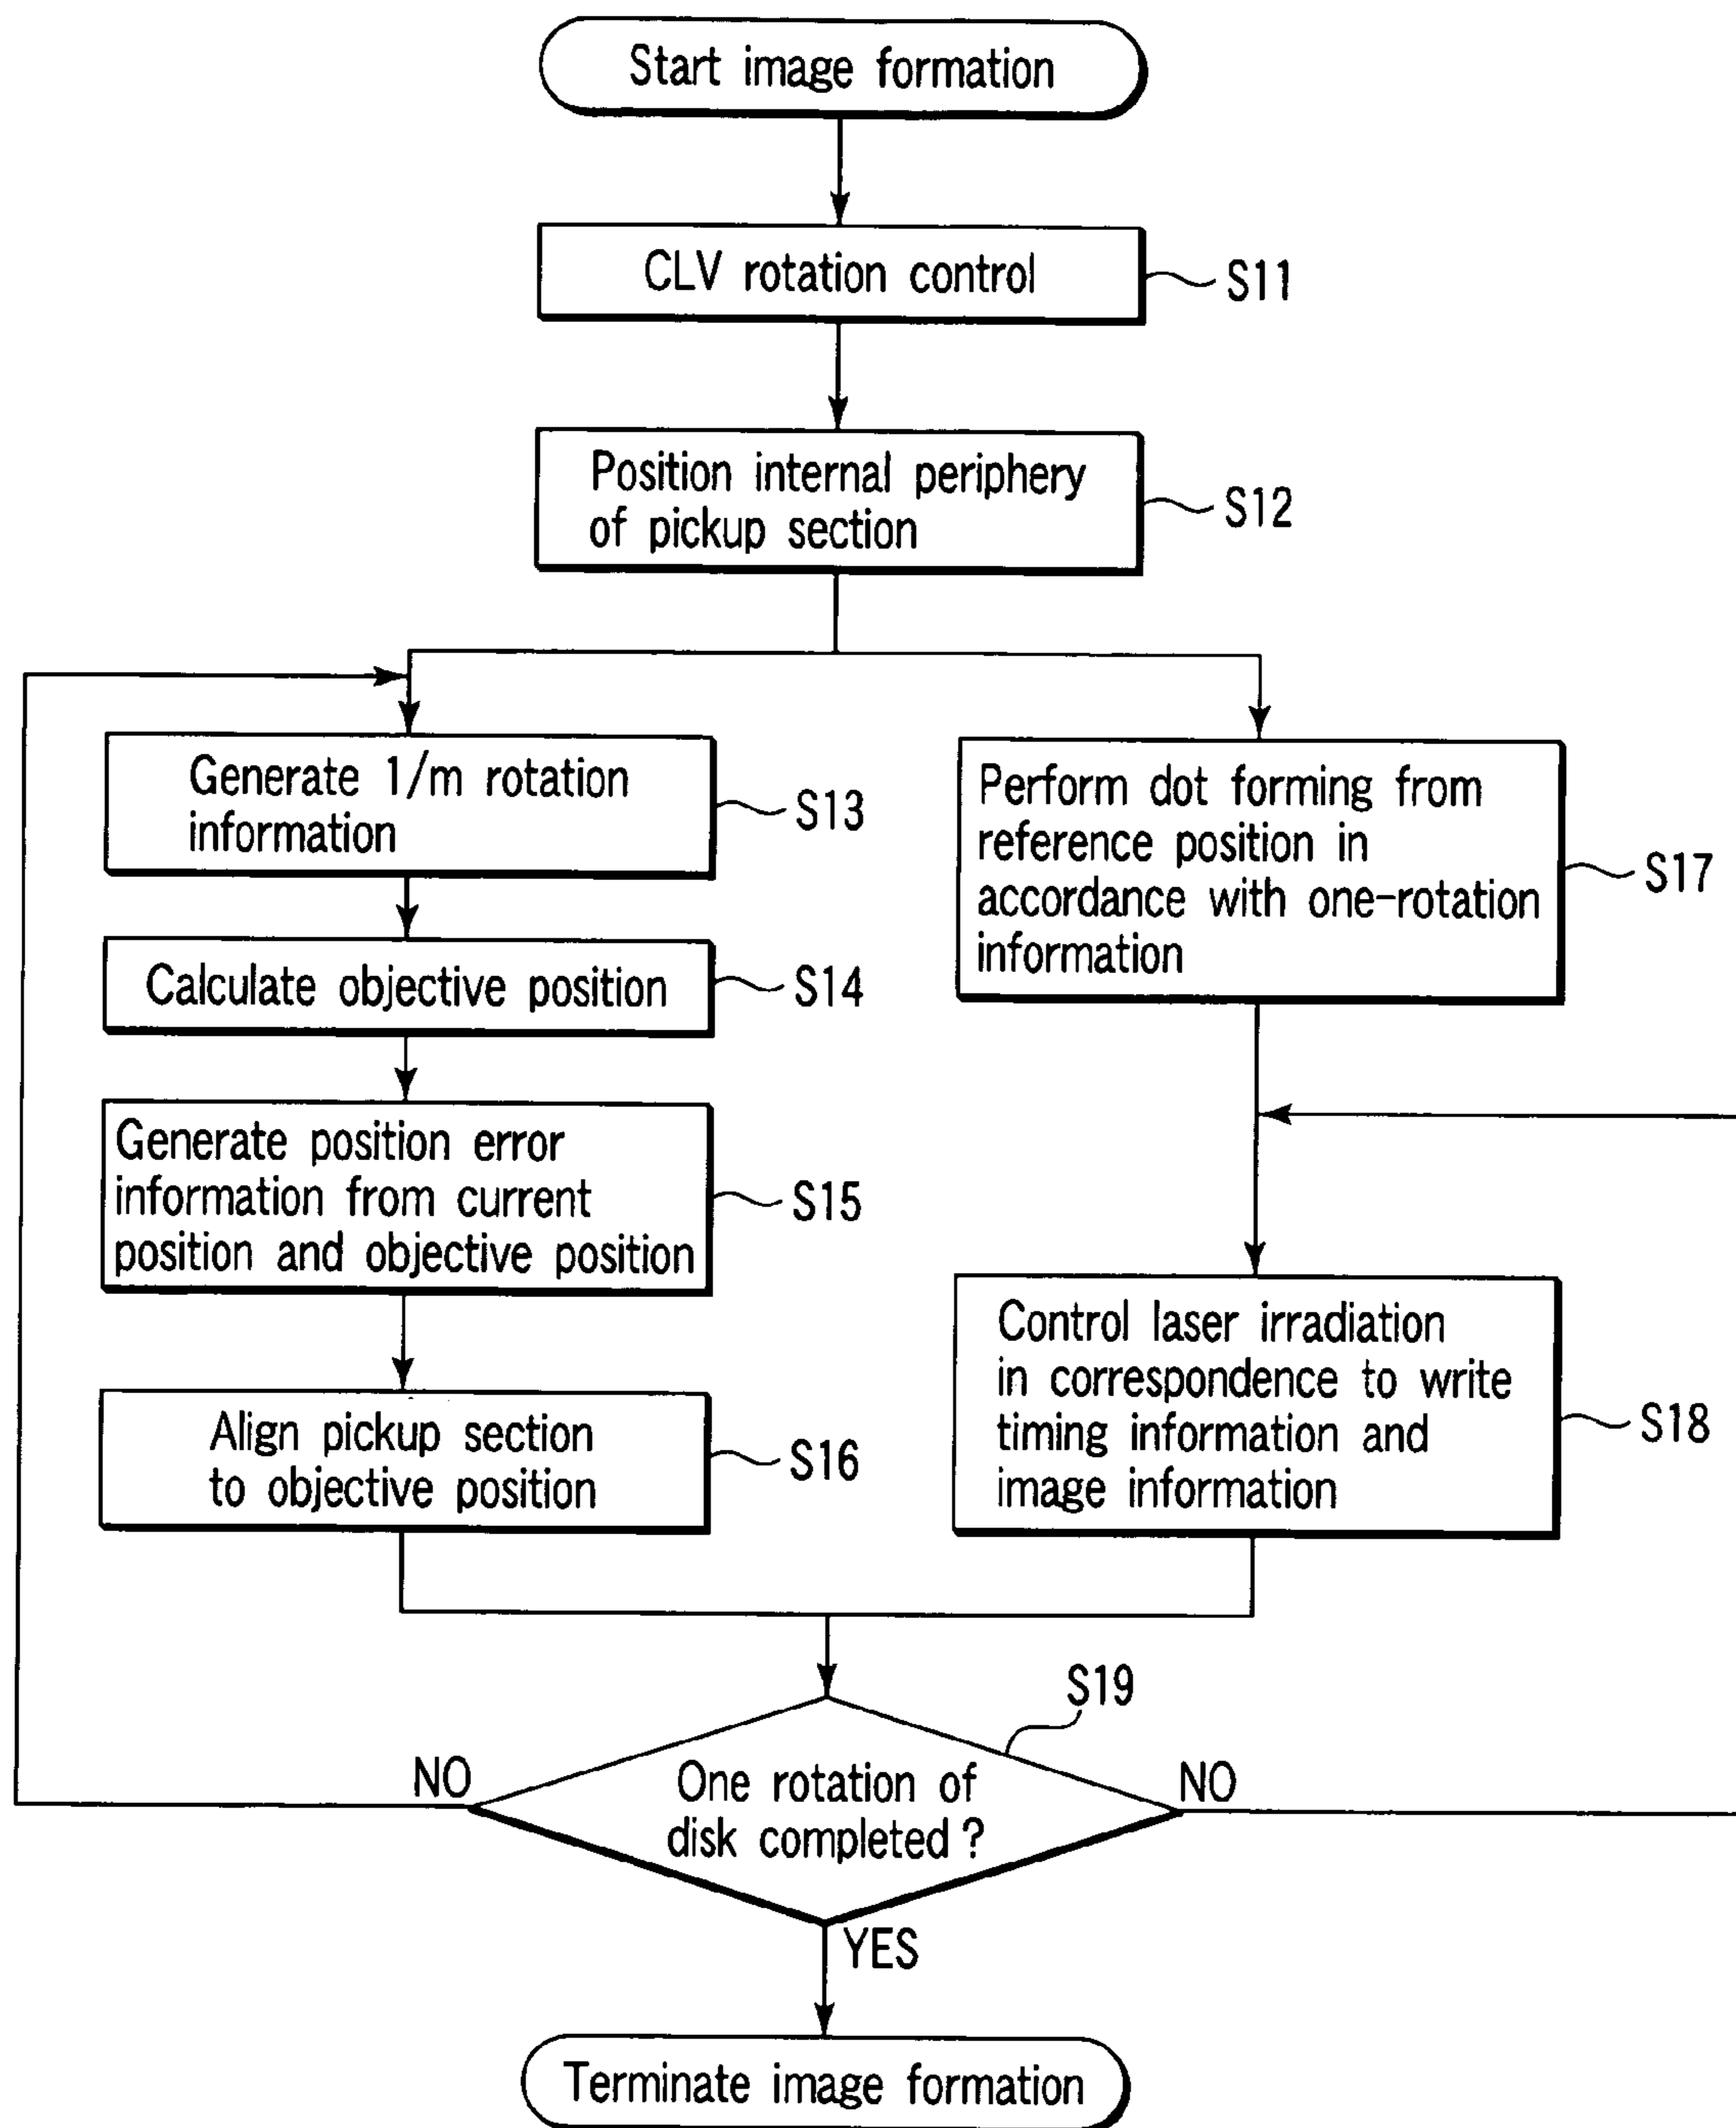 Start image formation
CLV rotation control
S11
Position internal periphery
of pickup section
S12
Generate 1/m rotation
information
S13
Calculate objective position
S14
Generate position error
information from current
position and objective position
S15
Align pickup section
to objective position
S16
Perform dot forming from
reference position in
accordance with one-rotation
information
S17
Control laser irradiation
in correspondence to write
timing information and
image information
S18
S19
One rotation of
disk completed?
NO
NO
YES
Terminate image formation